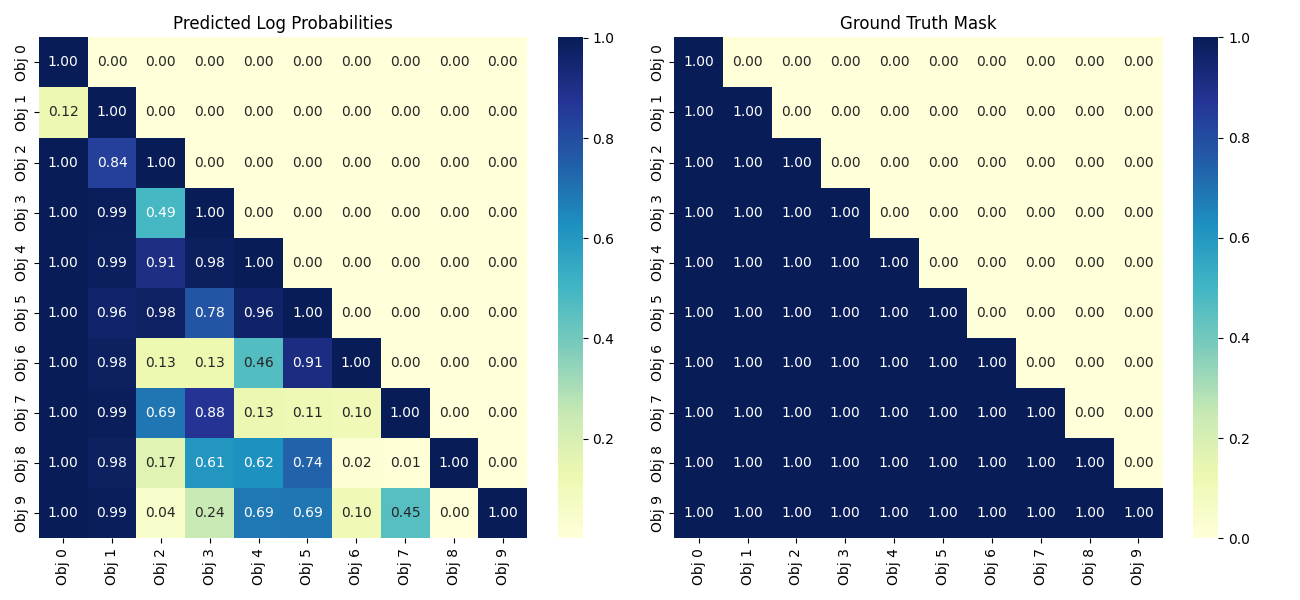 Predicted Log Probabilities
Obj 0 1.00 0.00 0.00 0.00 0.00 0.00 0.00 0.00 0.00 0.00
Obj 1 0.12 1.00 0.00 0.00 0.00 0.00 0.00 0.00 0.00 0.00
Obj 2 1.00 0.84 1.00 0.00 0.00 0.00 0.00 0.00 0.00 0.00
Obj 3 1.00 0.99 0.49 1.00 0.00 0.00 0.00 0.00 0.00 0.00
Obj 4 1.00 0.99 0.91 0.98 1.00 0.00 0.00 0.00 0.00 0.00
Obj 5 1.00 0.96 0.98 0.78 0.96 1.00 0.00 0.00 0.00 0.00
Obj 6 1.00 0.98 0.13 0.13 0.46 0.91 1.00 0.00 0.00 0.00
Obj 7 1.00 0.99 0.69 0.88 0.13 0.11 0.10 1.00 0.00 0.00
Obj 8 1.00 0.98 0.17 0.61 0.62 0.74 0.02 0.01 1.00 0.00
Obj 9 1.00 0.99 0.04 0.24 0.69 0.69 0.10 0.45 0.00 1.00
Obj 0 Obj 1 Obj 2 Obj 3 Obj 4 Obj 5 Obj 6 Obj 7 Obj 8 Obj 9
1.0
0.8
0.6
0.4
0.2
Ground Truth Mask
Obj 0 1.00 0.00 0.00 0.00 0.00 0.00 0.00 0.00 0.00 0.00
Obj 1 1.00 1.00 0.00 0.00 0.00 0.00 0.00 0.00 0.00 0.00
Obj 2 1.00 1.00 1.00 0.00 0.00 0.00 0.00 0.00 0.00 0.00
Obj 3 1.00 1.00 1.00 1.00 0.00 0.00 0.00 0.00 0.00 0.00
Obj 4 1.00 1.00 1.00 1.00 1.00 0.00 0.00 0.00 0.00 0.00
Obj 5 1.00 1.00 1.00 1.00 1.00 1.00 0.00 0.00 0.00 0.00
Obj 6 1.00 1.00 1.00 1.00 1.00 1.00 1.00 0.00 0.00 0.00
Obj 7 1.00 1.00 1.00 1.00 1.00 1.00 1.00 1.00 0.00 0.00
Obj 8 1.00 1.00 1.00 1.00 1.00 1.00 1.00 1.00 1.00 0.00
Obj 9 1.00 1.00 1.00 1.00 1.00 1.00 1.00 1.00 1.00 1.00
Obj 0 Obj 1 Obj 2 Obj 3 Obj 4 Obj 5 Obj 6 Obj 7 Obj 8 Obj 9
1.0
0.8
0.6
0.4
0.2
0.0